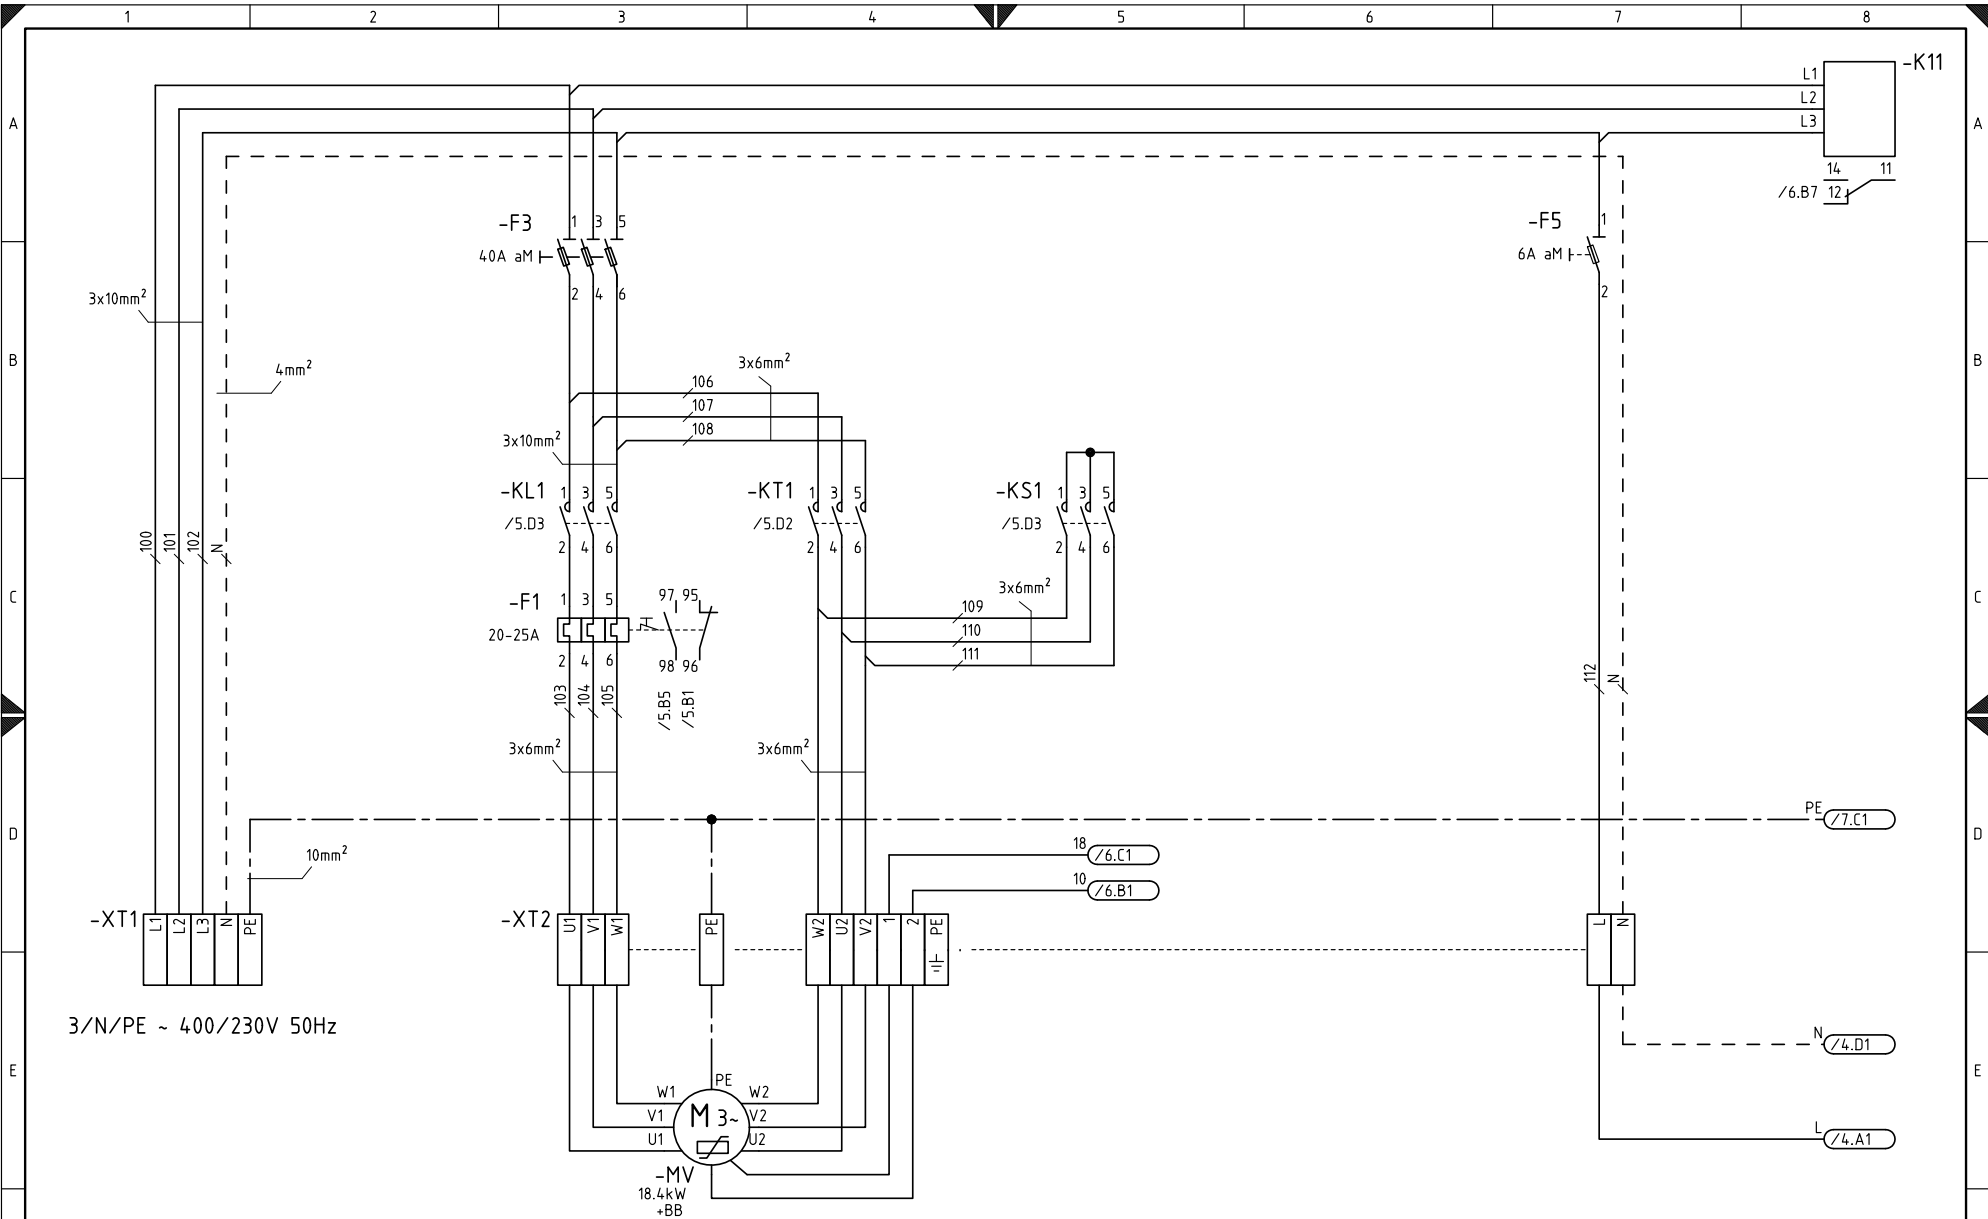 1 2 3 4 5 6 7 8
-K11
L1
L2
L3
A A
14 11
/6.B7 12
-F3 1 3 5
40A aM
2 4 6
-F5 1
6A aM
2
3x10mm²
4mm²
B B
3x6mm²
106
107
108
3x10mm²
-KL1 1 3 5
/5.D3
2 4 6
-KT1 1 3 5
/5.D2
2 4 6
-KS1 1 3 5
/5.D3
2 4 6
100 101 102 N
C C
-F1 1 3 5
20-25A
2 4 6
97 95
98 96
/5.B5 /5.B1
3x6mm²
109
110
111
103 104 105
112 N
3x6mm²
3x6mm²
D D
PE /7.C1
18 /6.C1
10 /6.B1
10mm²
-XT1 L1 L2 L3 N PE
-XT2 U1 V1 W1 PE W2 U2 V2 1 2 PE L N
3/N/PE ~ 400/230V 50Hz
N /4.D1
E E
PE
W1 W2
V1 M 3~ V2
U1 U2
L /4.A1
-MV
18.4kW
+BB